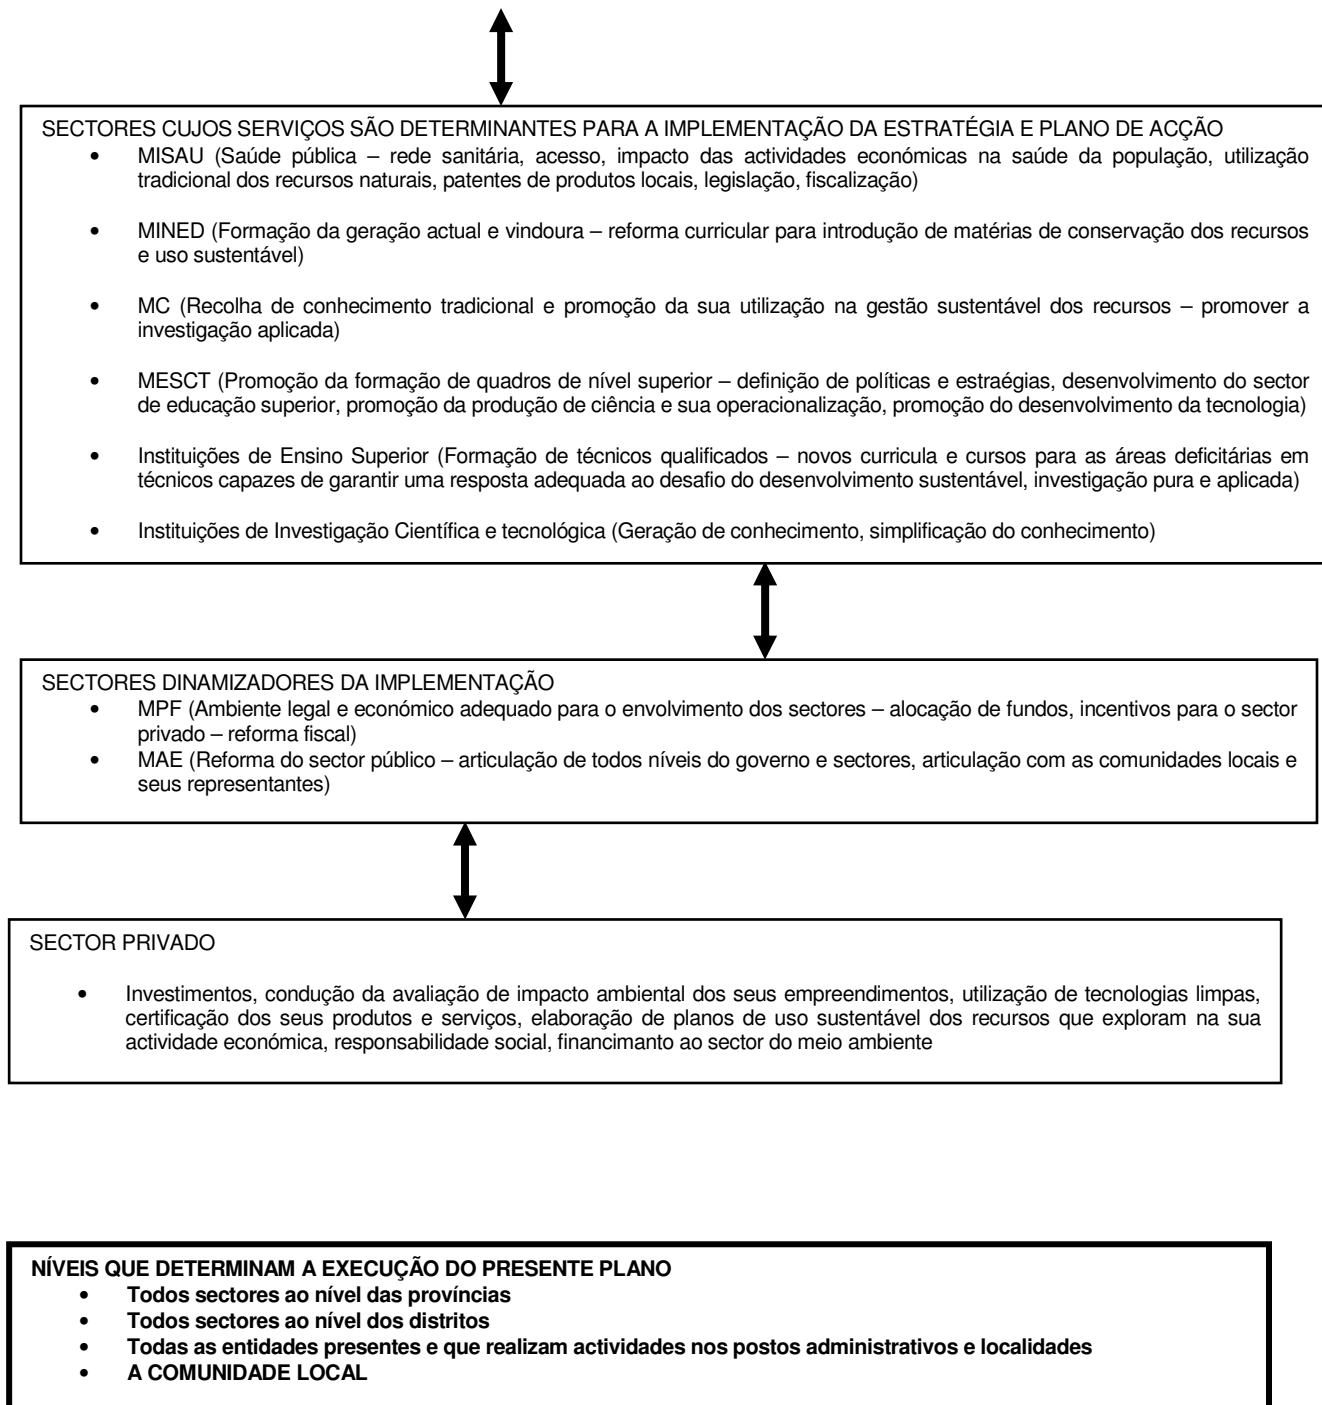 SECTORES CUJOS SERVIÇOS SÃO DETERMINANTES PARA A IMPLEMENTAÇÃO DA ESTRATÉGIA E PLANO DE ACÇÃO
• MISAU (Saúde pública – rede sanitária, acesso, impacto das actividades económicas na saúde da população, utilização
tradicional dos recursos naturais, patentes de produtos locais, legislação, fiscalização)
• MINED (Formação da geração actual e vindoura – reforma curricular para introdução de matérias de conservação dos recursos
e uso sustentável)
• MC (Recolha de conhecimento tradicional e promoção da sua utilização na gestão sustentável dos recursos – promover a
investigação aplicada)
• MESCT (Promoção da formação de quadros de nível superior – definição de políticas e estraégias, desenvolvimento do sector
de educação superior, promoção da produção de ciência e sua operacionalização, promoção do desenvolvimento da tecnologia)
• Instituições de Ensino Superior (Formação de técnicos qualificados – novos curricula e cursos para as áreas deficitárias em
técnicos capazes de garantir uma resposta adequada ao desafio do desenvolvimento sustentável, investigação pura e aplicada)
• Instituições de Investigação Científica e tecnológica (Geração de conhecimento, simplificação do conhecimento)
SECTORES DINAMIZADORES DA IMPLEMENTAÇÃO
• MPF (Ambiente legal e económico adequado para o envolvimento dos sectores – alocação de fundos, incentivos para o sector
privado – reforma fiscal)
• MAE (Reforma do sector público – articulação de todos níveis do governo e sectores, articulação com as comunidades locais e
seus representantes)
SECTOR PRIVADO
• Investimentos, condução da avaliação de impacto ambiental dos seus empreendimentos, utilização de tecnologias limpas,
certificação dos seus produtos e serviços, elaboração de planos de uso sustentável dos recursos que exploram na sua
actividade económica, responsabilidade social, financimanto ao sector do meio ambiente
NÍVEIS QUE DETERMINAM A EXECUÇÃO DO PRESENTE PLANO
• Todos sectores ao nível das províncias
• Todos sectores ao nível dos distritos
• Todas as entidades presentes e que realizam actividades nos postos administrativos e localidades
• A COMUNIDADE LOCAL